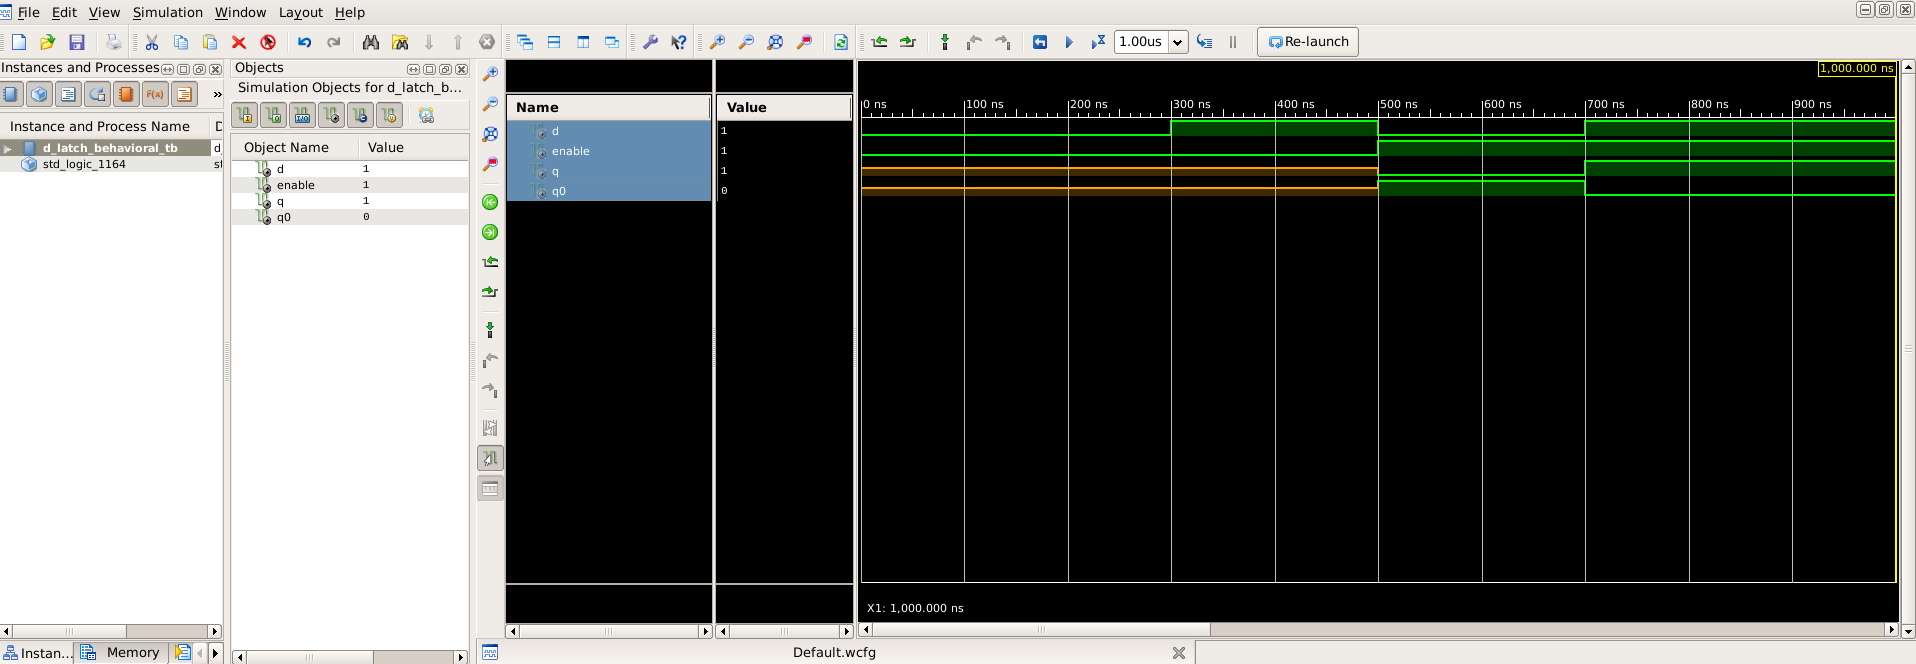 File Edit View Simulation Window Layout Help
1.00us Re-launch
Instances and Processes
F(x) »
Instance and Process Name
d_latch_behavioral_tb d_
std_logic_1164
Instan... Memory
Objects
Simulation Objects for d_latch_b...
Object Name Value
d 1
enable 1
q 1
q0 0
Name Value
d 1
enable 1
q 1
q0 0
1,000.000 ns
0 ns 100 ns 200 ns 300 ns 400 ns 500 ns 600 ns 700 ns 800 ns 900 ns
X1: 1,000.000 ns
Default.wcfg